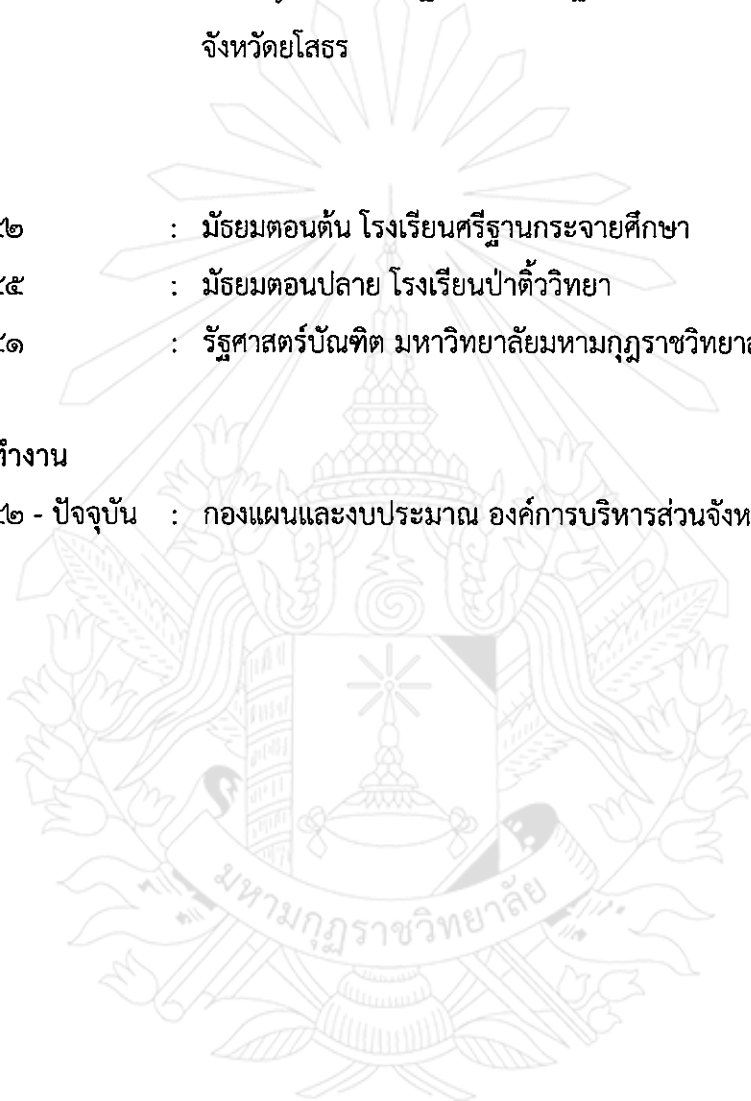 จังหวัดยโสธร
๒ : มัธยมตอนต้น โรงเรียนศรีฐานกระจายศึกษา
๕ : มัธยมตอนปลาย โรงเรียนป่าติ้ววิทยา
๑ : รัฐศาสตร์บัณฑิต มหาวิทยาลัยมหามกุฏราชวิทยา
ทำงาน
๒ - ปัจจุบัน : กองแผนและงบประมาณ องค์การบริหารส่วนจังห
มหามกุฏราชวิทยาลัย